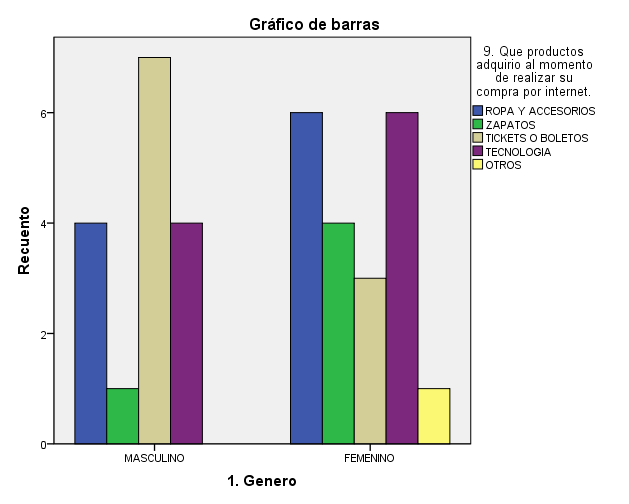 Gráfico de barras
9. Que productos
adquirio al momento
de realizar su
compra por internet.
ROPA Y ACCESORIOS
ZAPATOS
TICKETS O BOLETOS
TECNOLOGIA
OTROS
Recuento
6
4
2
0
MASCULINO
FEMENINO
1. Genero